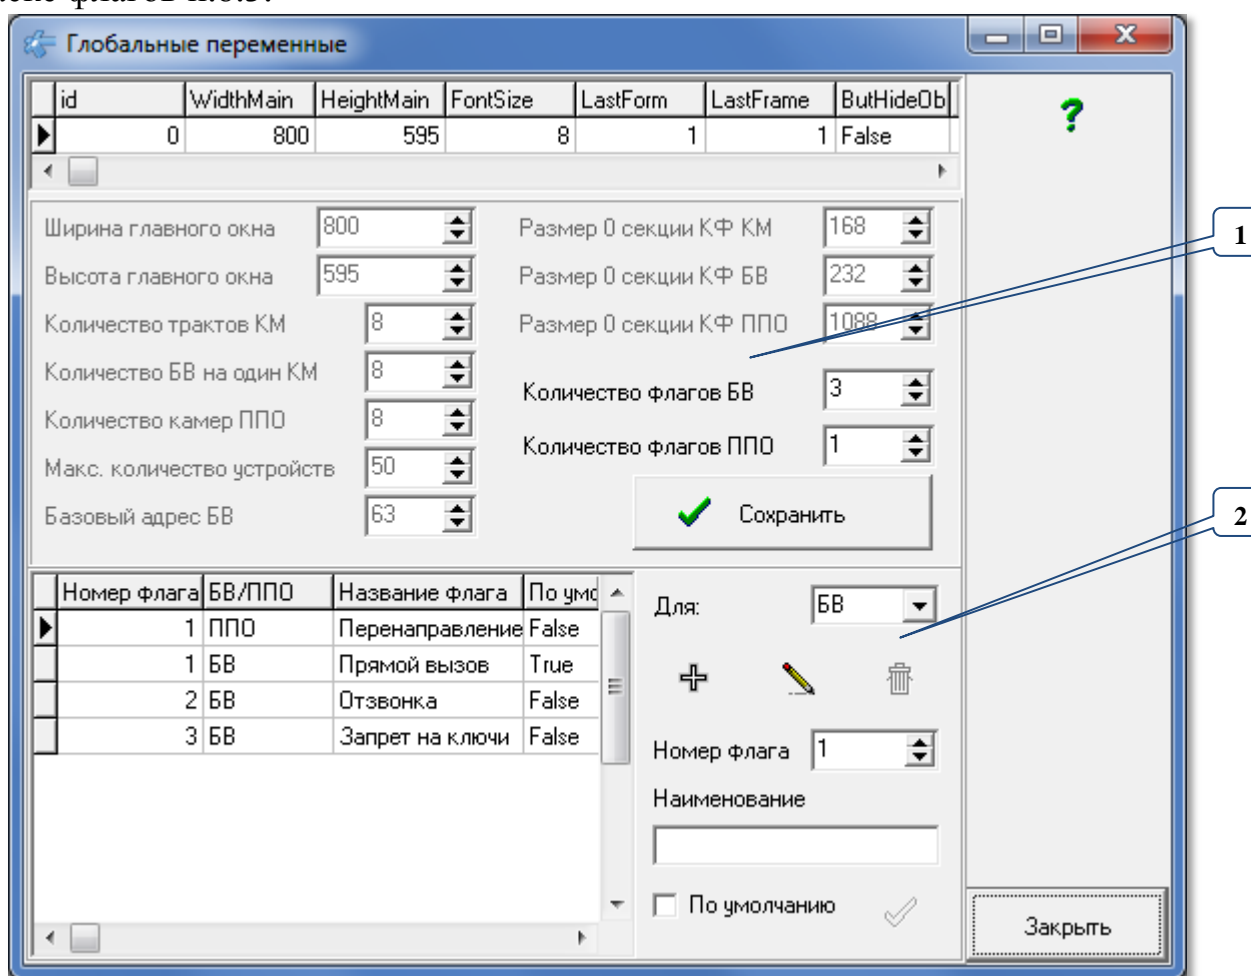 флагов п.6.3.
Глобальные переменные
id WidthMain HeightMain FontSize LastForm LastFrame ButHideOb
0 800 595 8 1 1 False
Ширина главного окна 800 Размер 0 секции КФ КМ 168
1
Высота главного окна 595 Размер 0 секции КФ БВ 232
Количество трактов КМ 8 Размер 0 секции КФ ППО 1088
Количество БВ на один КМ 8 Количество флагов БВ 3
Количество камер ППО 8 Количество флагов ППО 1
Макс. количество устройств 50
Базовый адрес БВ 63 Сохранить
2
Номер флага БВ/ППО Название флага По умо
1 ППО Перенаправление False
1 БВ Прямой вызов True
2 БВ Отзвонка False
3 БВ Запрет на ключи False
Для: БВ
Номер флага 1
Наименование
По умолчанию
Закрыть